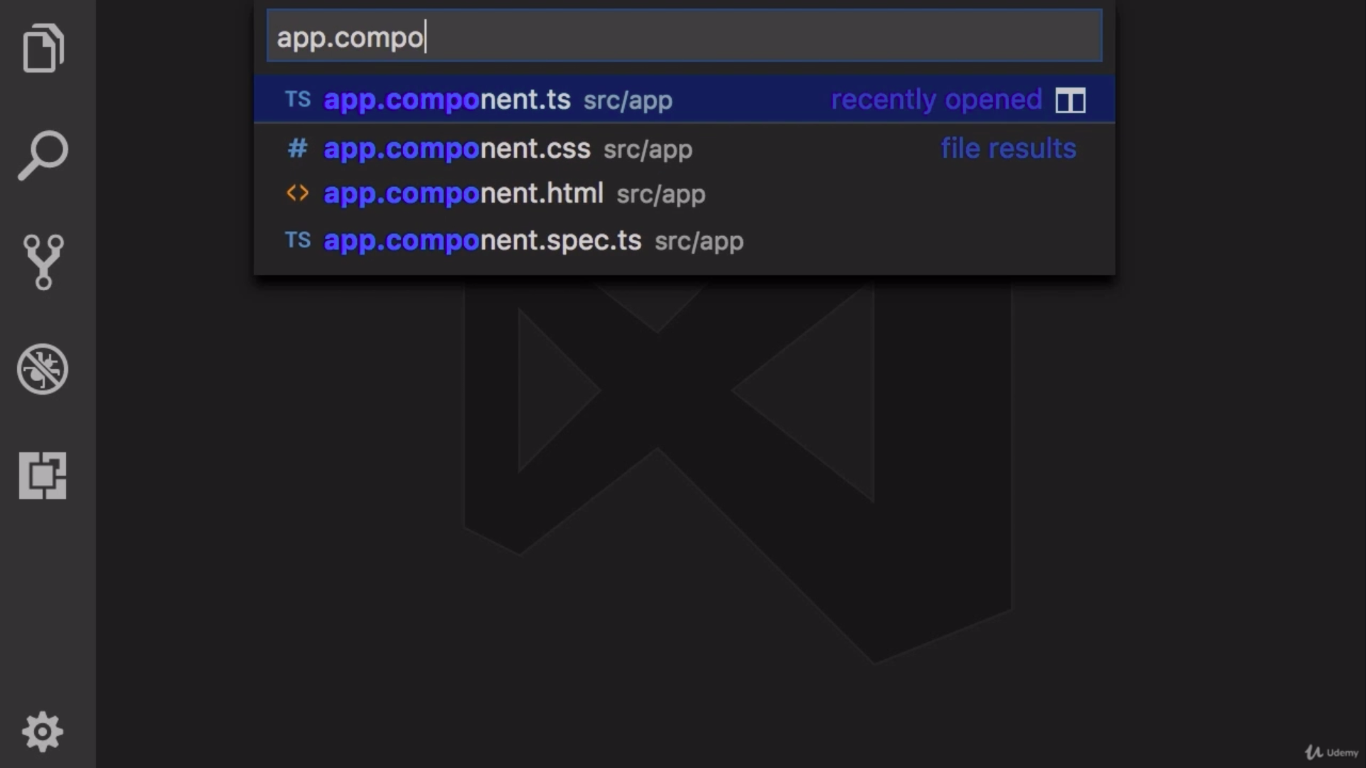 app.compo
TS app.component.ts src/app recently opened
# app.component.css src/app file results
<> app.component.html src/app
TS app.component.spec.ts src/app
Udemy